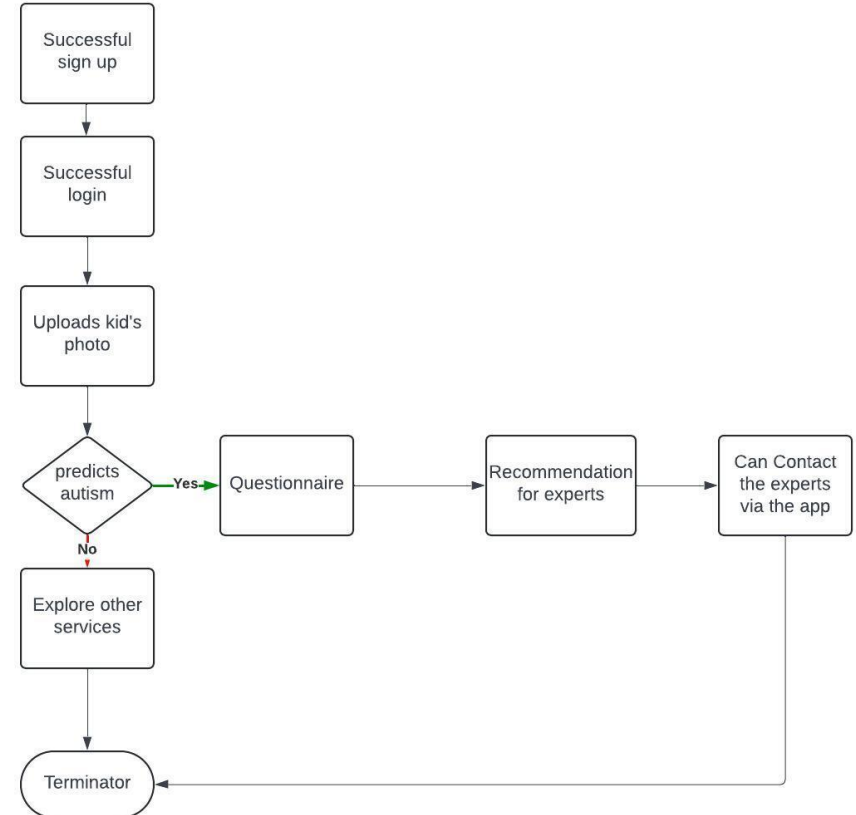 Successful
sign up
Successful
login
Uploads kid's
photo
predicts
autism
Yes
Questionnaire
Recommendation
for experts
Can Contact
the experts
via the app
No
Explore other
services
Terminator